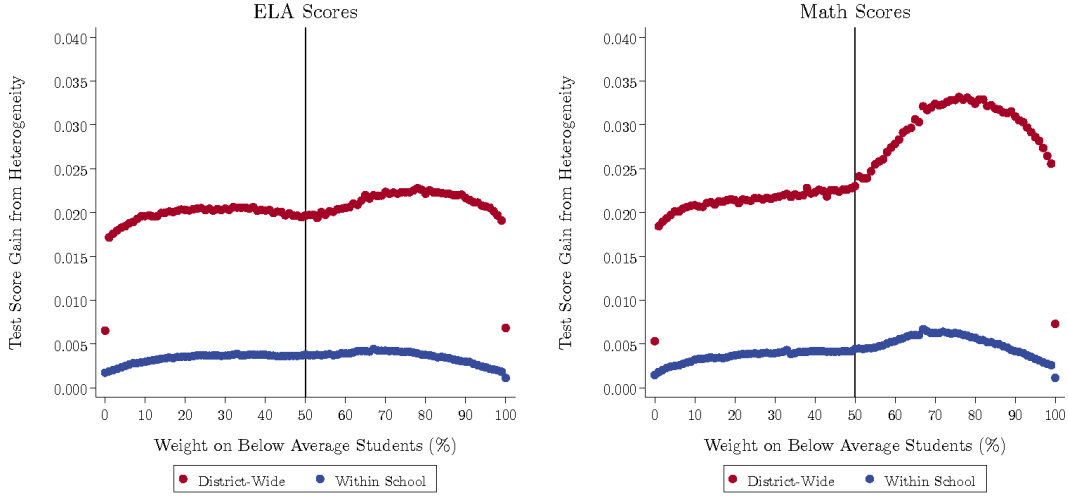 ELA Scores
Test Score Gain from Heterogeneity
0.040
0.035
0.030
0.025
0.020
0.015
0.010
0.005
0.000
0 10 20 30 40 50 60 70 80 90 100
Weight on Below Average Students (%)
District-Wide Within School
Math Scores
Test Score Gain from Heterogeneity
0.040
0.035
0.030
0.025
0.020
0.015
0.010
0.005
0.000
0 10 20 30 40 50 60 70 80 90 100
Weight on Below Average Students (%)
District-Wide Within School